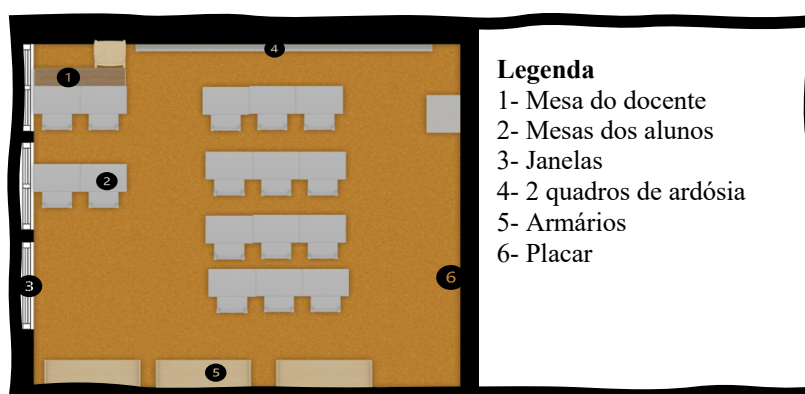 4
1
2
3
6
5
Legenda
1- Mesa do docente
2- Mesas dos alunos
3- Janelas
4- 2 quadros de ardósia
5- Armários
6- Placar